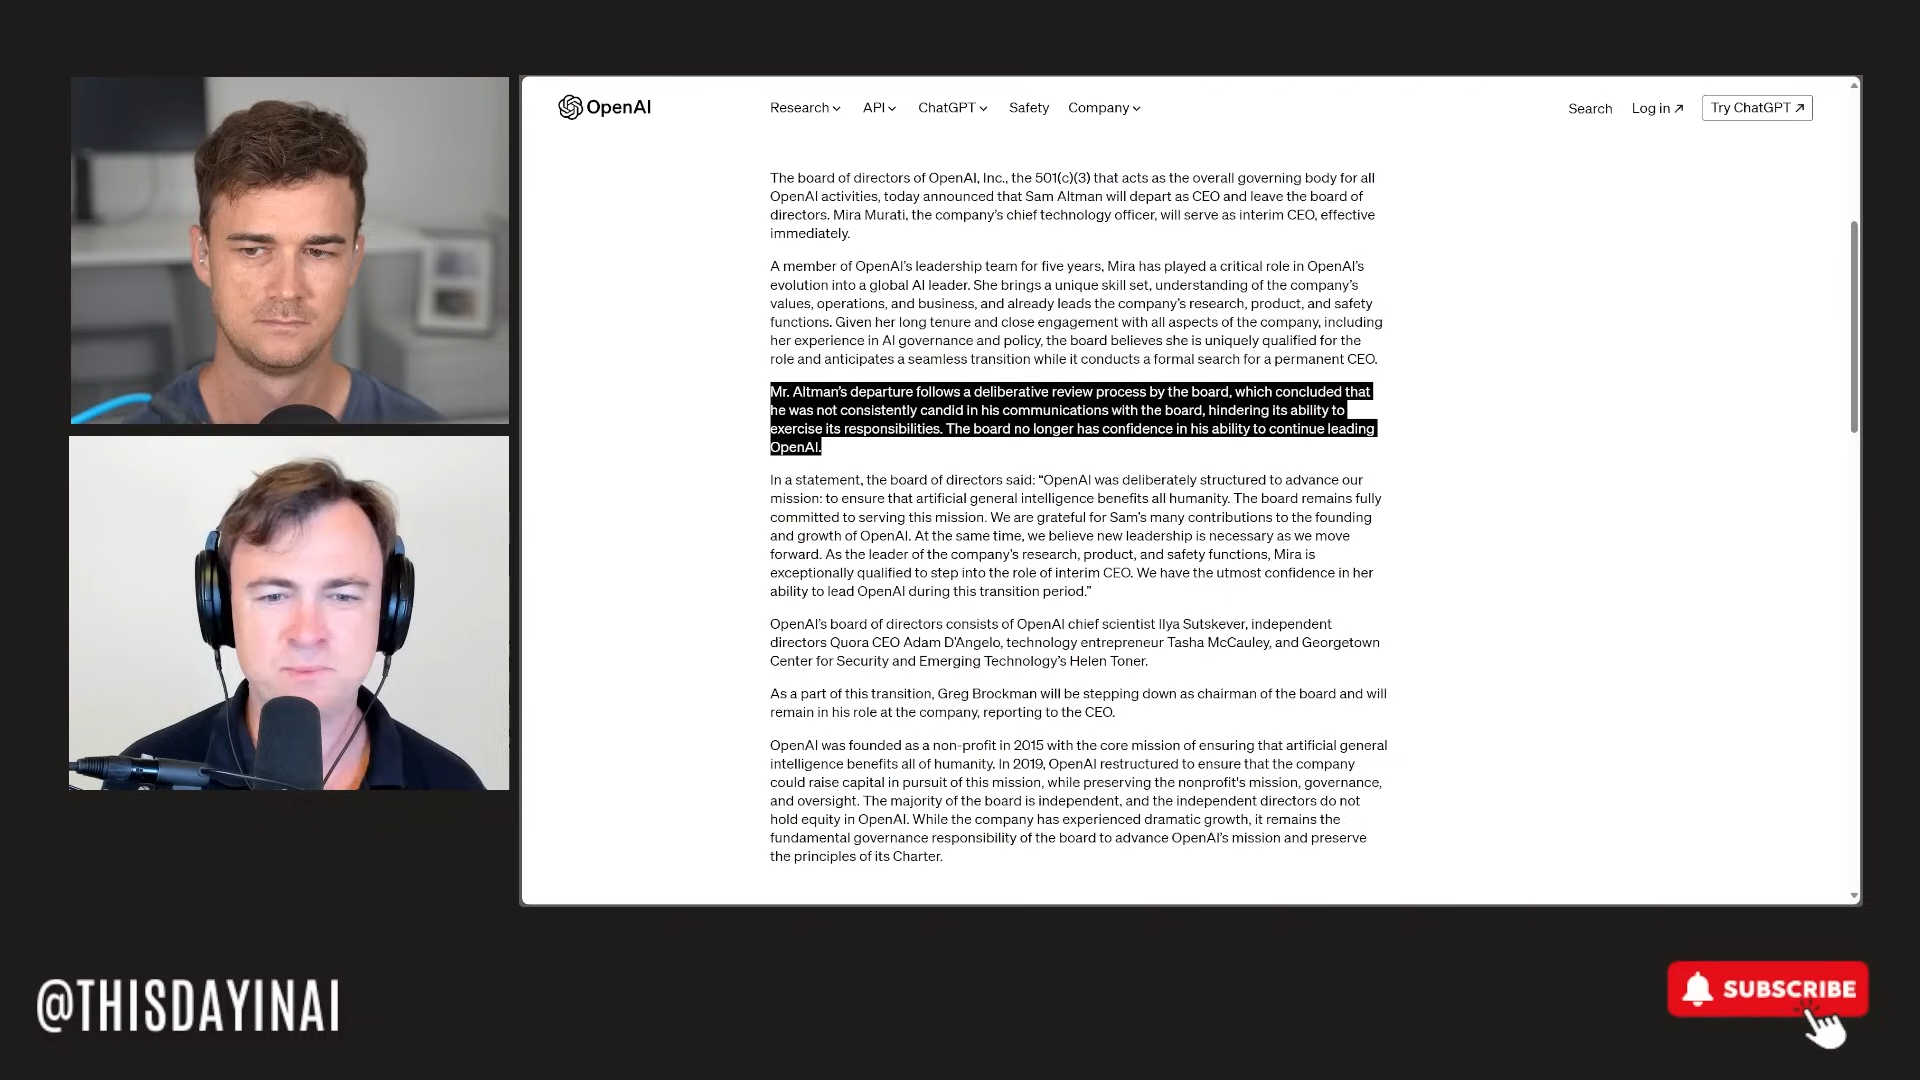 OpenAI
Research
API
ChatGPT
Safety
Company
Search
Log in ↗
Try ChatGPT ↗
The board of directors of OpenAI, Inc., the 501(c)(3) that acts as the overall governing body for all
OpenAI activities, today announced that Sam Altman will depart as CEO and leave the board of
directors. Mira Murati, the company’s chief technology officer, will serve as interim CEO, effective
immediately.
A member of OpenAI’s leadership team for five years, Mira has played a critical role in OpenAI’s
evolution into a global AI leader. She brings a unique skill set, understanding of the company’s
values, operations, and business, and already leads the company’s research, product, and safety
functions. Given her long tenure and close engagement with all aspects of the company, including
her experience in AI governance and policy, the board believes she is uniquely qualified for the
role and anticipates a seamless transition while it conducts a formal search for a permanent CEO.
Mr. Altman’s departure follows a deliberative review process by the board, which concluded that
he was not consistently candid in his communications with the board, hindering its ability to
exercise its responsibilities. The board no longer has confidence in his ability to continue leading
OpenAI.
In a statement, the board of directors said: “OpenAI was deliberately structured to advance our
mission: to ensure that artificial general intelligence benefits all humanity. The board remains fully
committed to serving this mission. We are grateful for Sam’s many contributions to the founding
and growth of OpenAI. At the same time, we believe new leadership is necessary as we move
forward. As the leader of the company’s research, product, and safety functions, Mira is
exceptionally qualified to step into the role of interim CEO. We have the utmost confidence in her
ability to lead OpenAI during this transition period.”
OpenAI’s board of directors consists of OpenAI chief scientist Ilya Sutskever, independent
directors Quora CEO Adam D’Angelo, technology entrepreneur Tasha McCauley, and Georgetown
Center for Security and Emerging Technology’s Helen Toner.
As a part of this transition, Greg Brockman will be stepping down as chairman of the board and will
remain in his role at the company, reporting to the CEO.
OpenAI was founded as a non-profit in 2015 with the core mission of ensuring that artificial general
intelligence benefits all of humanity. In 2019, OpenAI restructured to ensure that the company
could raise capital in pursuit of this mission, while preserving the nonprofit's mission, governance,
and oversight. The majority of the board is independent, and the independent directors do not
hold equity in OpenAI. While the company has experienced dramatic growth, it remains the
fundamental governance responsibility of the board to advance OpenAI’s mission and preserve
the principles of its Charter.
@THISDAYINAI
SUBSCRIBE